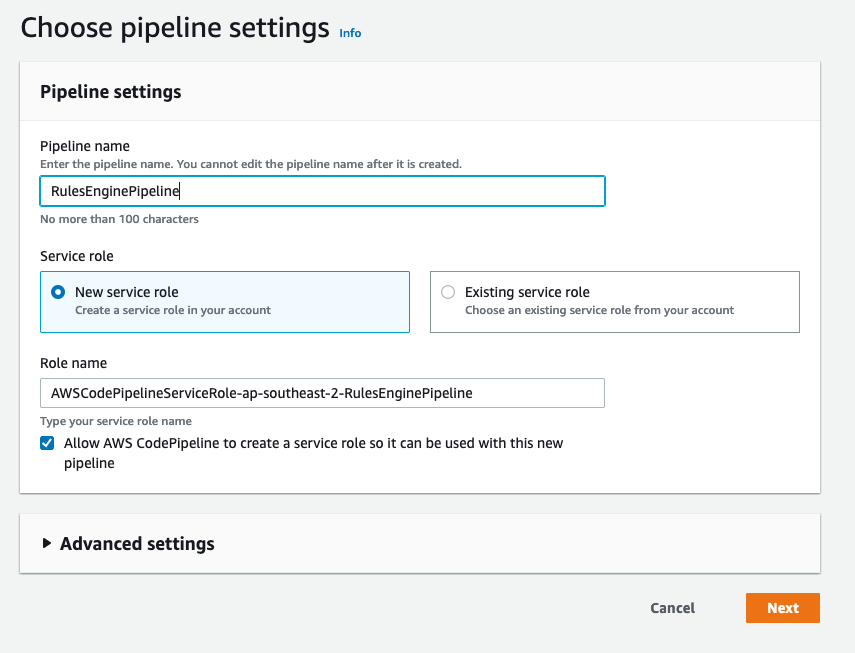 Choose pipeline settings Info
Pipeline settings
Pipeline name
Enter the pipeline name. You cannot edit the pipeline name after it is created.
RulesEnginePipeline
No more than 100 characters
Service role
New service role
Create a service role in your account
Existing service role
Choose an existing service role from your account
Role name
AWSCodePipelineServiceRole-ap-southeast-2-RulesEnginePipeline
Type your service role name
Allow AWS CodePipeline to create a service role so it can be used with this new
pipeline
Advanced settings
Cancel
Next